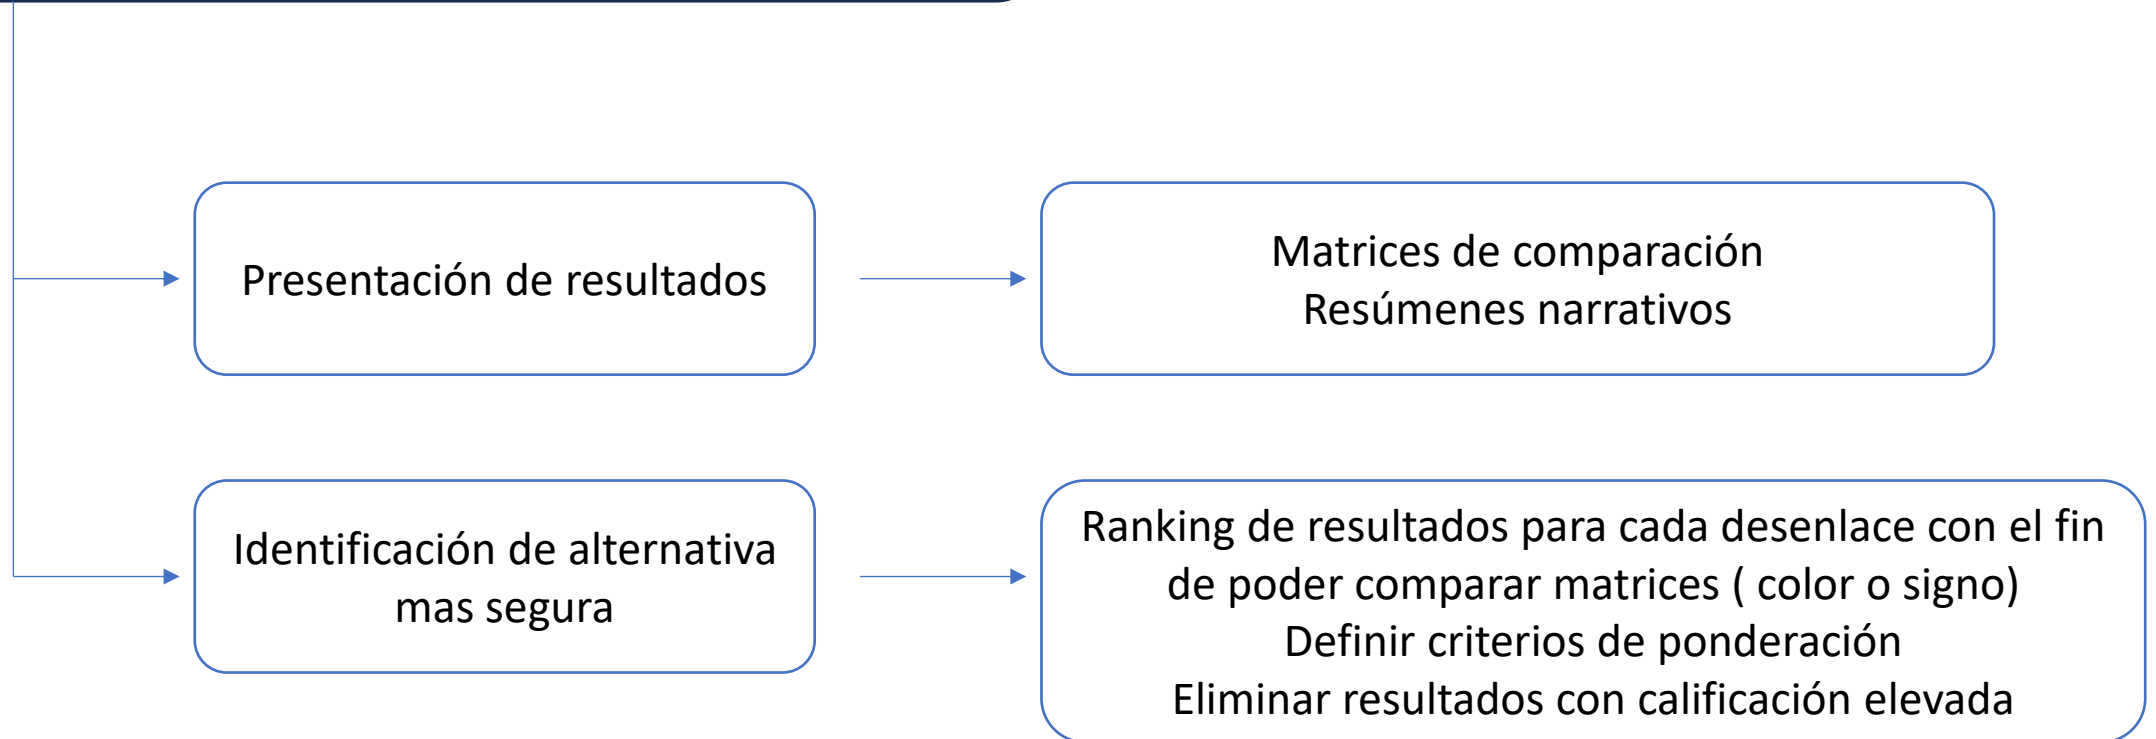 Presentación de resultados
Matrices de comparación
Resúmenes narrativos
Identificación de alternativa
mas segura
Ranking de resultados para cada desenlace con el fin
de poder comparar matrices ( color o signo)
Definir criterios de ponderación
Eliminar resultados con calificación elevada